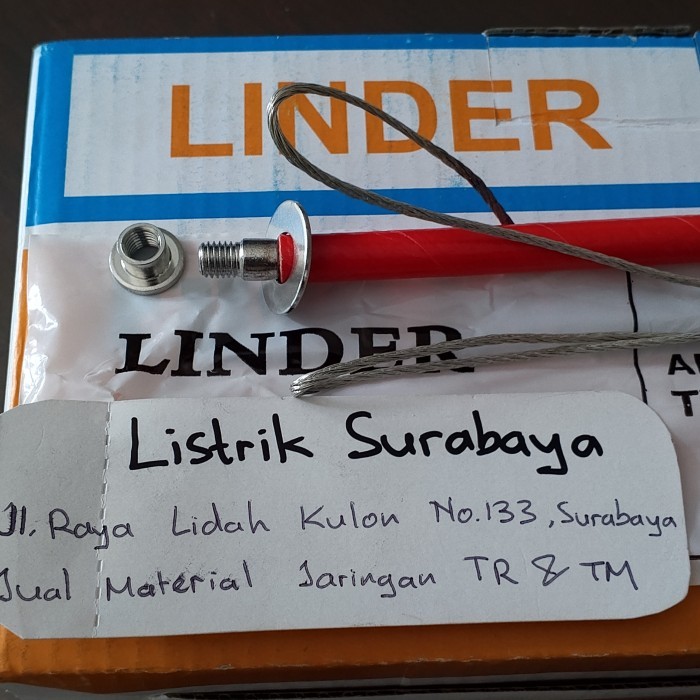 LINDER
LINDER
Listrik Surabaya
Jl. Raya Lidah Kulon No.133, Surabaya
Jual Material Jaringan TR & TM